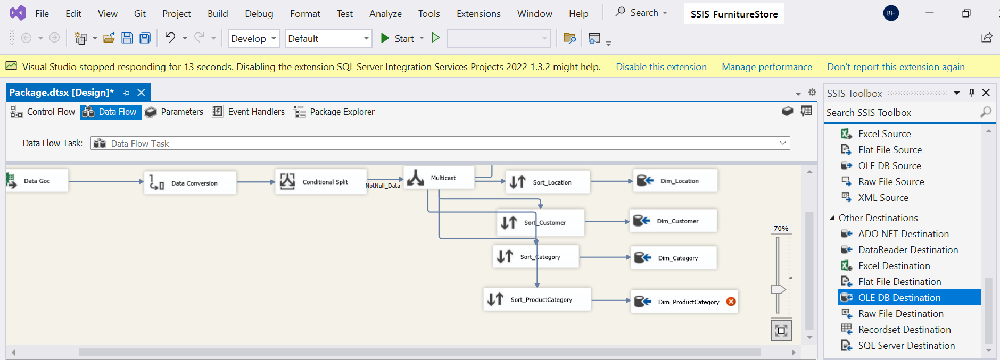 File Edit View Git Project Build Debug Format Test Analyze Tools Extensions Window Help Search SSIS_FurnitureStore BH
Develop Default Start
Visual Studio stopped responding for 13 seconds. Disabling the extension SQL Server Integration Services Projects 2022 1.3.2 might help. Disable this extension Manage performance Don't report this extension again
Package.dtsx [Design]*
Control Flow Data Flow Parameters Event Handlers Package Explorer
Data Flow Task: Data Flow Task
Data Goc
Data Conversion
Conditional Split
NotNull_Data
Multicast
Sort_Location
Dim_Location
Sort_Customer
Dim_Customer
Sort_Category
Dim_Category
Sort_ProductCategory
Dim_ProductCategory
70%
SSIS Toolbox
Search SSIS Toolbox
Excel Source
Flat File Source
OLE DB Source
Raw File Source
XML Source
Other Destinations
ADO NET Destination
DataReader Destination
Excel Destination
Flat File Destination
OLE DB Destination
Raw File Destination
Recordset Destination
SQL Server Destination